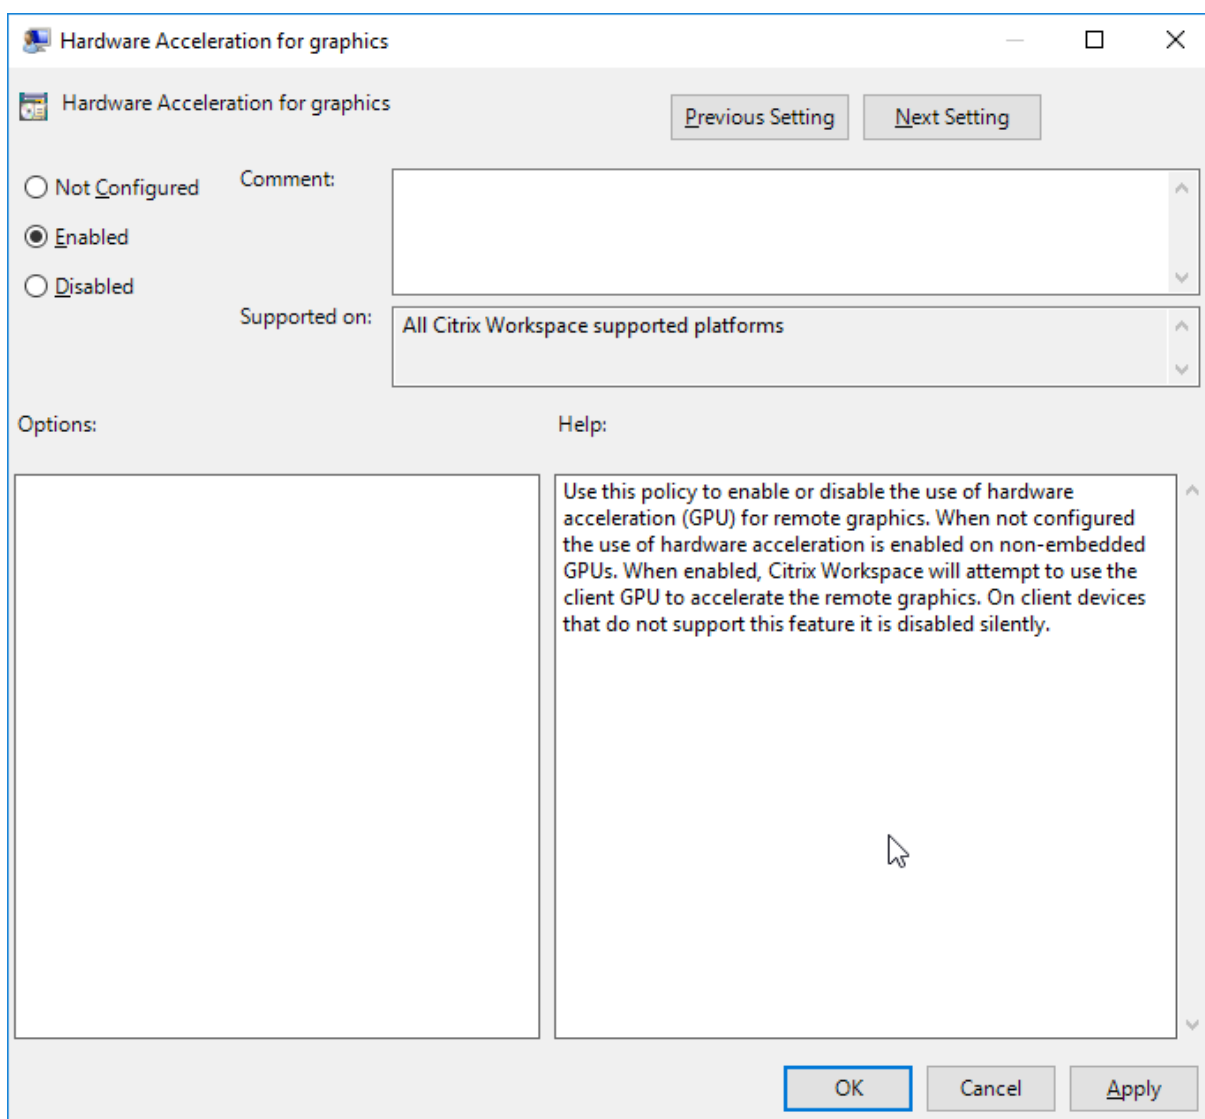 Hardware Acceleration for graphics
Hardware Acceleration for graphics
Previous Setting
Next Setting
Not Configured
Comment:
Enabled
Disabled
Supported on:
All Citrix Workspace supported platforms
Options:
Help:
Use this policy to enable or disable the use of hardware
acceleration (GPU) for remote graphics. When not configured
the use of hardware acceleration is enabled on non-embedded
GPUs. When enabled, Citrix Workspace will attempt to use the
client GPU to accelerate the remote graphics. On client devices
that do not support this feature it is disabled silently.
OK
Cancel
Apply